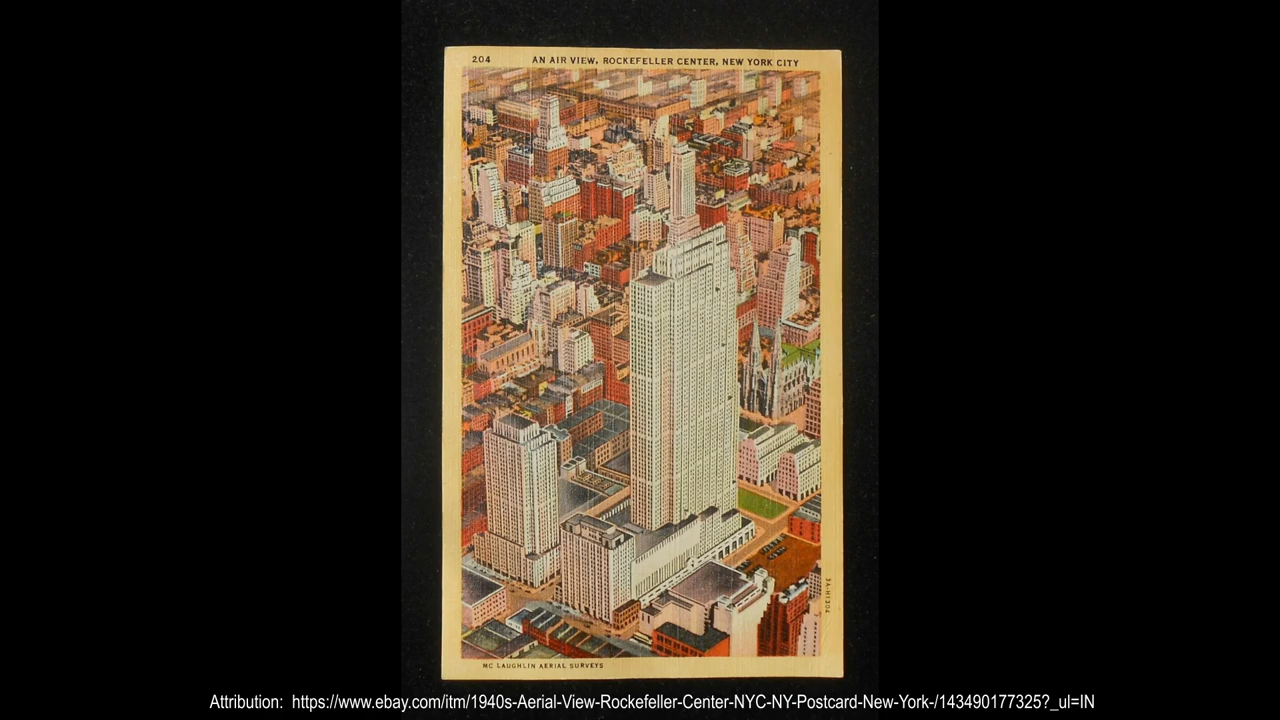 204 AN AIR VIEW, ROCKEFELLER CENTER, NEW YORK CITY
3A-H1304
MC LAUGHLIN AERIAL SURVEYS
Attribution: https://www.ebay.com/itm/1940s-Aerial-View-Rockefeller-Center-NYC-NY-Postcard-New-York-/143490177325?_ul=IN